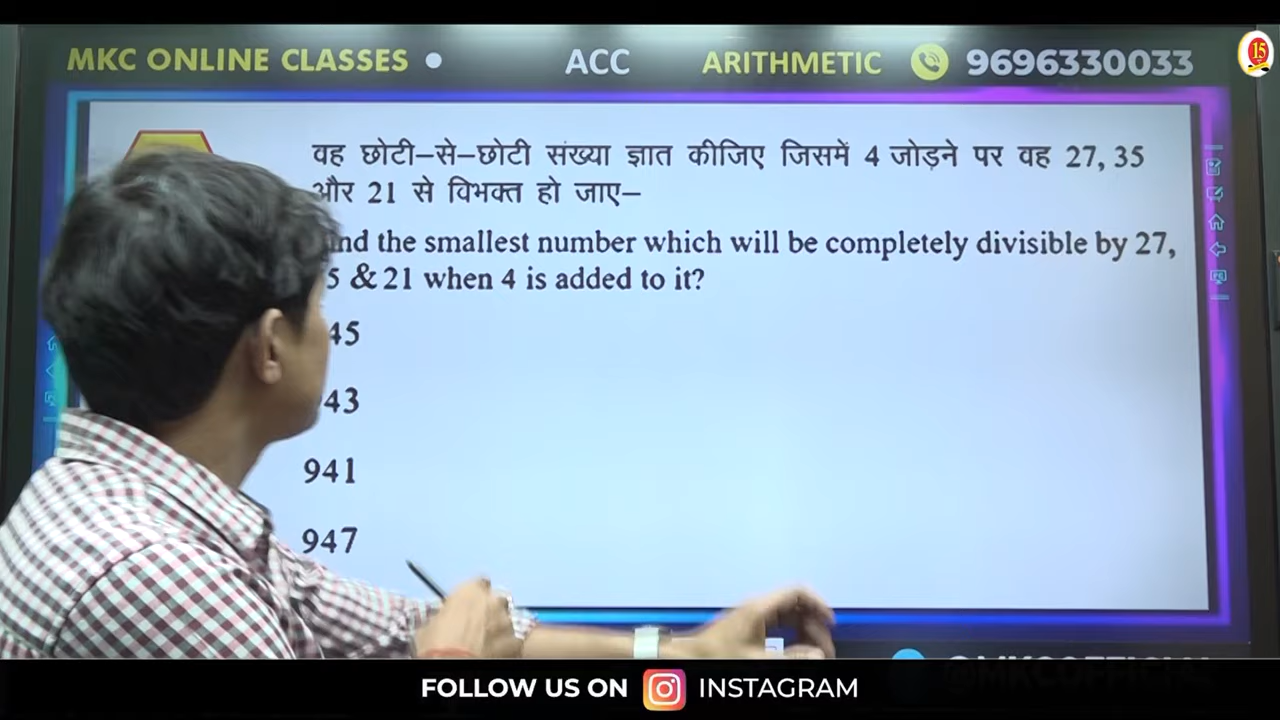 MKC ONLINE CLASSES • ACC ARITHMETIC 9696330033
15
वह छोटी–से–छोटी संख्या ज्ञात कीजिए जिसमें 4 जोड़ने पर वह 27, 35
और 21 से विभक्त हो जाए–
the smallest number which will be completely divisible by 27,
& 21 when 4 is added to it?
941
947
FOLLOW US ON INSTAGRAM